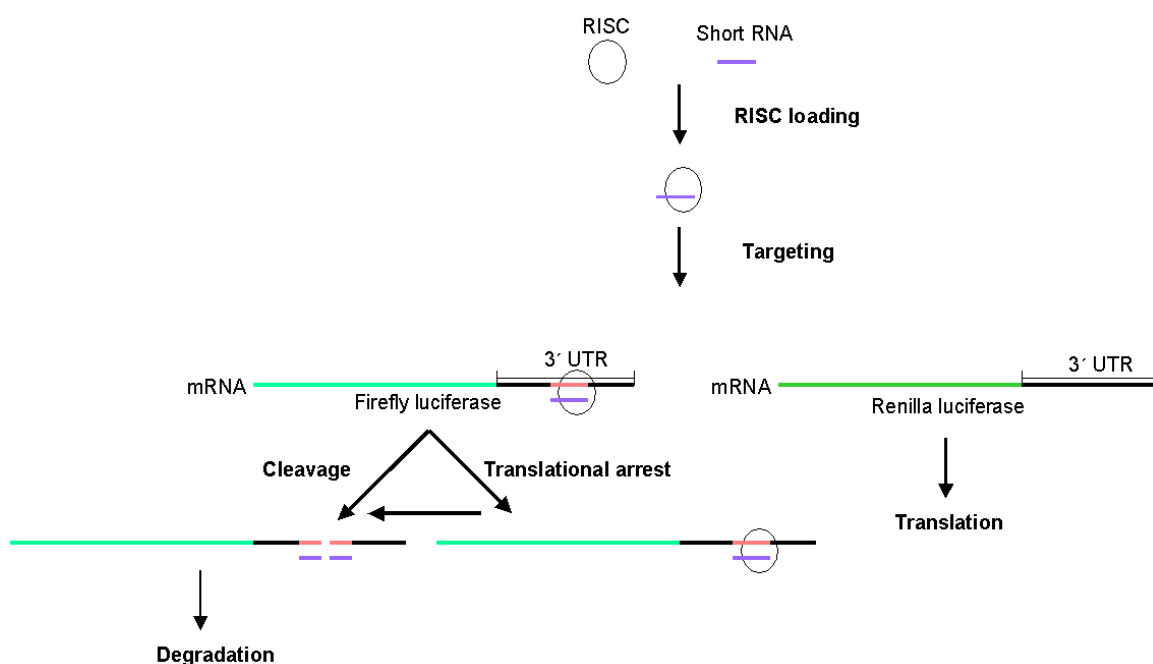 RISC
Short RNA
RISC loading
Targeting
3´ UTR
mRNA
Firefly luciferase
3´ UTR
mRNA
Renilla luciferase
Cleavage
Translational arrest
Translation
Degradation